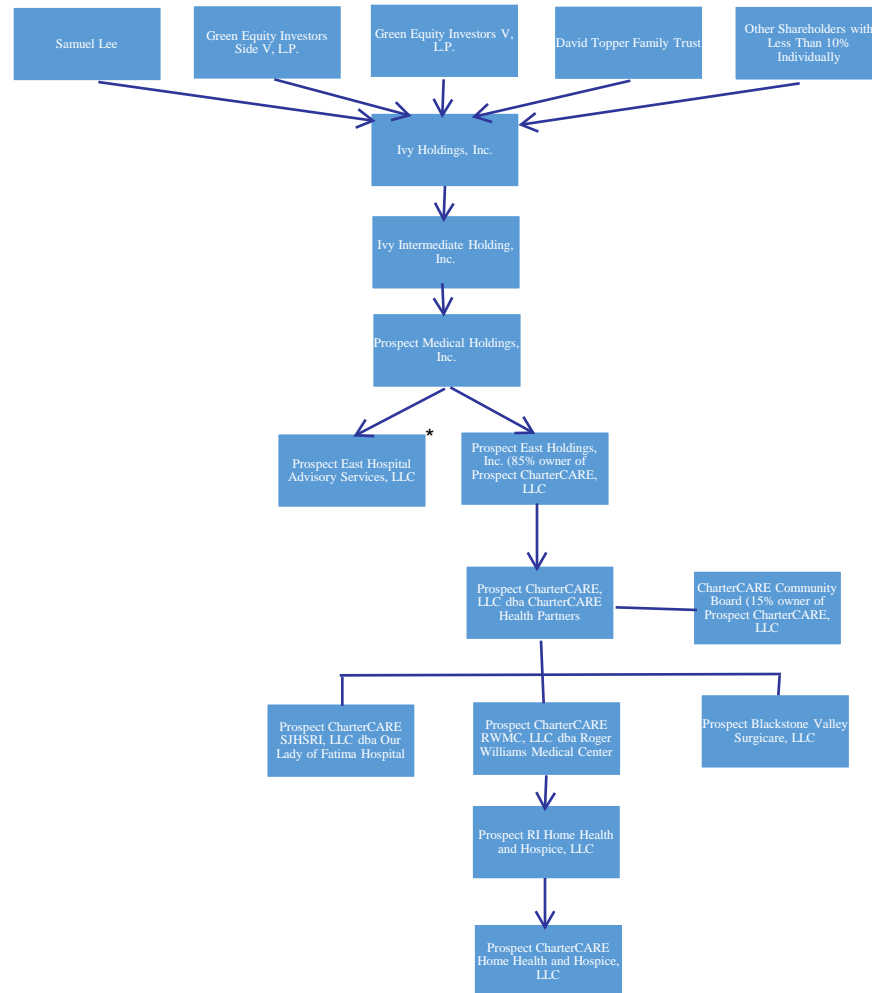 Samuel Lee
Green Equity Investors
Side V, L.P.
Green Equity Investors V,
L.P.
David Topper Family Trust
Other Shareholders with
Less Than 10%
Individually
Ivy Holdings, Inc.
Ivy Intermediate Holding,
Inc.
Prospect Medical Holdings,
Inc.
Prospect East Hospital
Advisory Services, LLC
*
Prospect East Holdings,
Inc. (85% owner of
Prospect CharterCARE,
LLC
Prospect CharterCARE,
LLC dba CharterCARE
Health Partners
CharterCARE Community
Board (15% owner of
Prospect CharterCARE,
LLC
Prospect CharterCARE
SJHSRI, LLC dba Our
Lady of Fatima Hospital
Prospect CharterCARE
RWMC, LLC dba Roger
Williams Medical Center
Prospect Blackstone Valley
Surgicare, LLC
Prospect RI Home Health
and Hospice, LLC
Prospect CharterCARE
Home Health and Hospice,
LLC